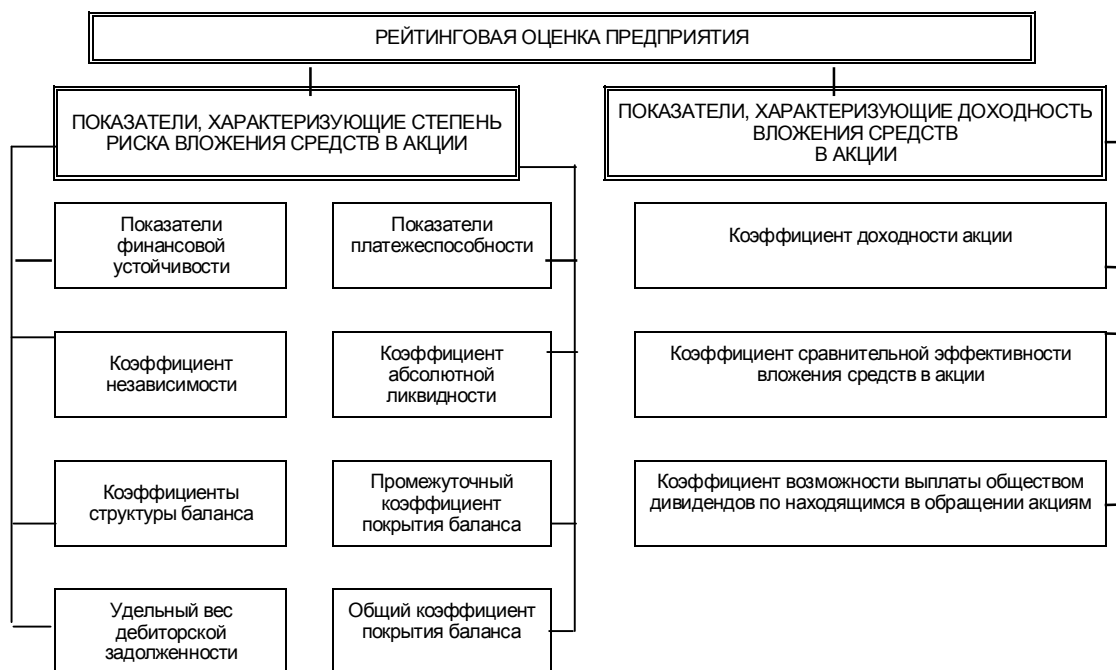 РЕЙТИНГОВАЯ ОЦЕНКА ПРЕДПРИЯТИЯ
ПОКАЗАТЕЛИ, ХАРАКТЕРИЗУЮЩИЕ СТЕПЕНЬ
РИСКА ВЛОЖЕНИЯ СРЕДСТВ В АКЦИИ
ПОКАЗАТЕЛИ, ХАРАКТЕРИЗУЮЩИЕ ДОХОДНОСТЬ
ВЛОЖЕНИЯ СРЕДСТВ
В АКЦИИ
Показатели
финансовой
устойчивости
Показатели
платежеспособности
Коэффициент доходности акции
Коэффициент
независимости
Коэффициент
абсолютной
ликвидности
Коэффициент сравнительной эффективности
вложения средств в акции
Коэффициенты
структуры баланса
Промежуточный
коэффициент
покрытия баланса
Коэффициент возможности выплаты обществом
дивидендов по находящимся в обращении акциям
Удельный вес
дебиторской
задолженности
Общий коэффициент
покрытия баланса